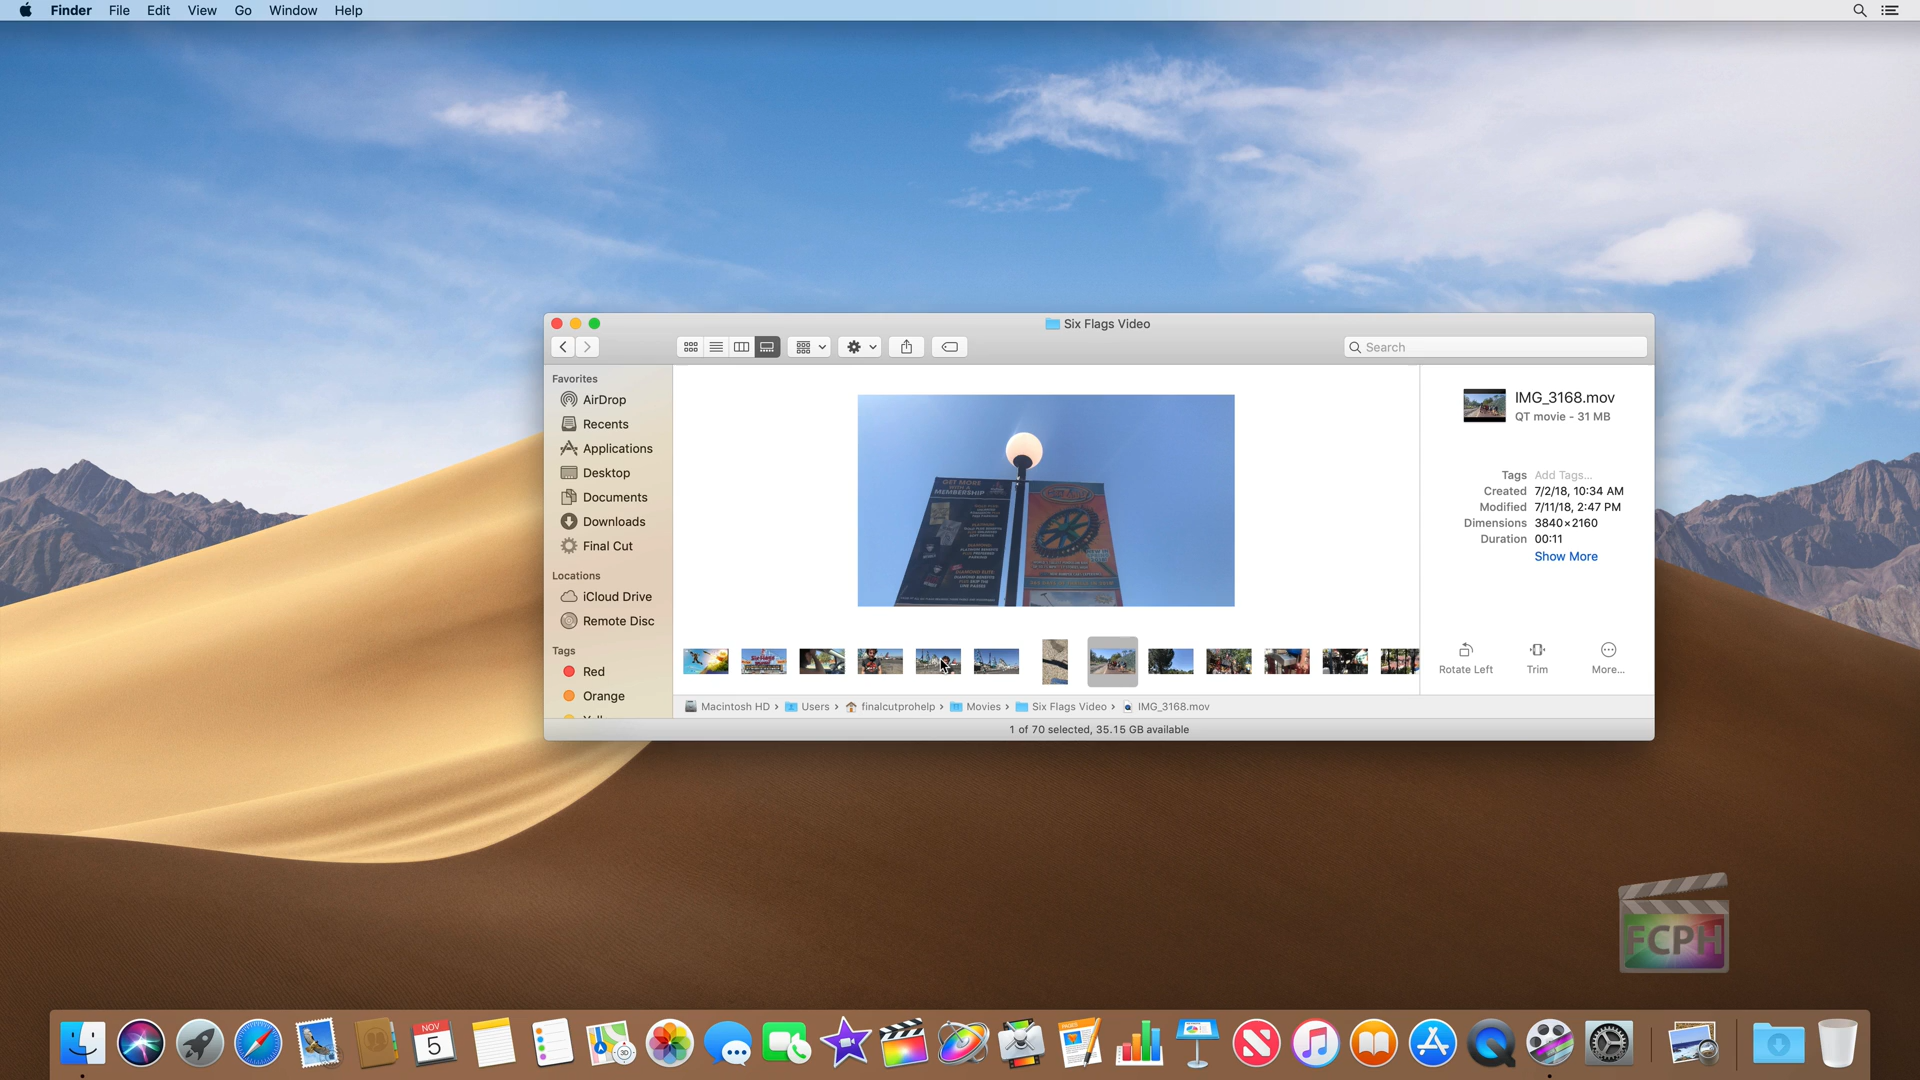 Finder File Edit View Go Window Help
Six Flags Video
Search
Favorites
AirDrop
Recents
Applications
Desktop
Documents
Downloads
Final Cut
Locations
iCloud Drive
Remote Disc
Tags
Red
Orange
GET MORE
WITH A
MEMBERSHIP
IMG_3168.mov
QT movie - 31 MB
Tags Add Tags...
Created 7/2/18, 10:34 AM
Modified 7/11/18, 2:47 PM
Dimensions 3840×2160
Duration 00:11
Show More
Rotate Left Trim More...
Macintosh HD › Users › finalcutprohelp › Movies › Six Flags Video › IMG_3168.mov
1 of 70 selected, 35.15 GB available
FCPH
NOV
5
3D
PAGES